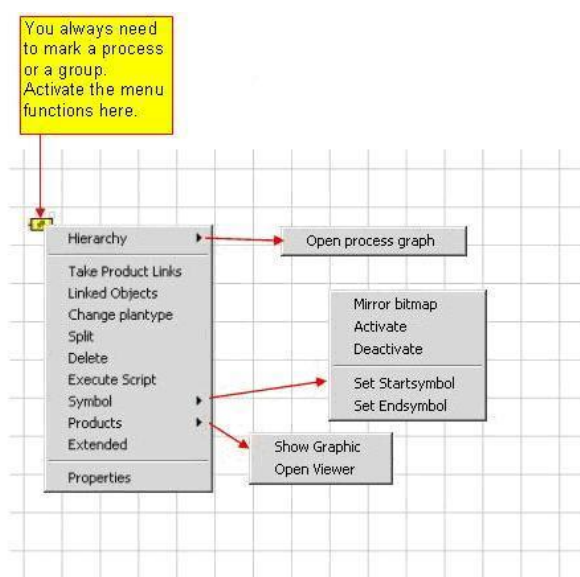 You always need
to mark a process
or a group.
Activate the menu
functions here.
Hierarchy
Open process graph
Take Product Links
Linked Objects
Change plantype
Split
Delete
Execute Script
Symbol
Products
Extended
Properties
Mirror bitmap
Activate
Deactivate
Set Startsymbol
Set Endsymbol
Show Graphic
Open Viewer